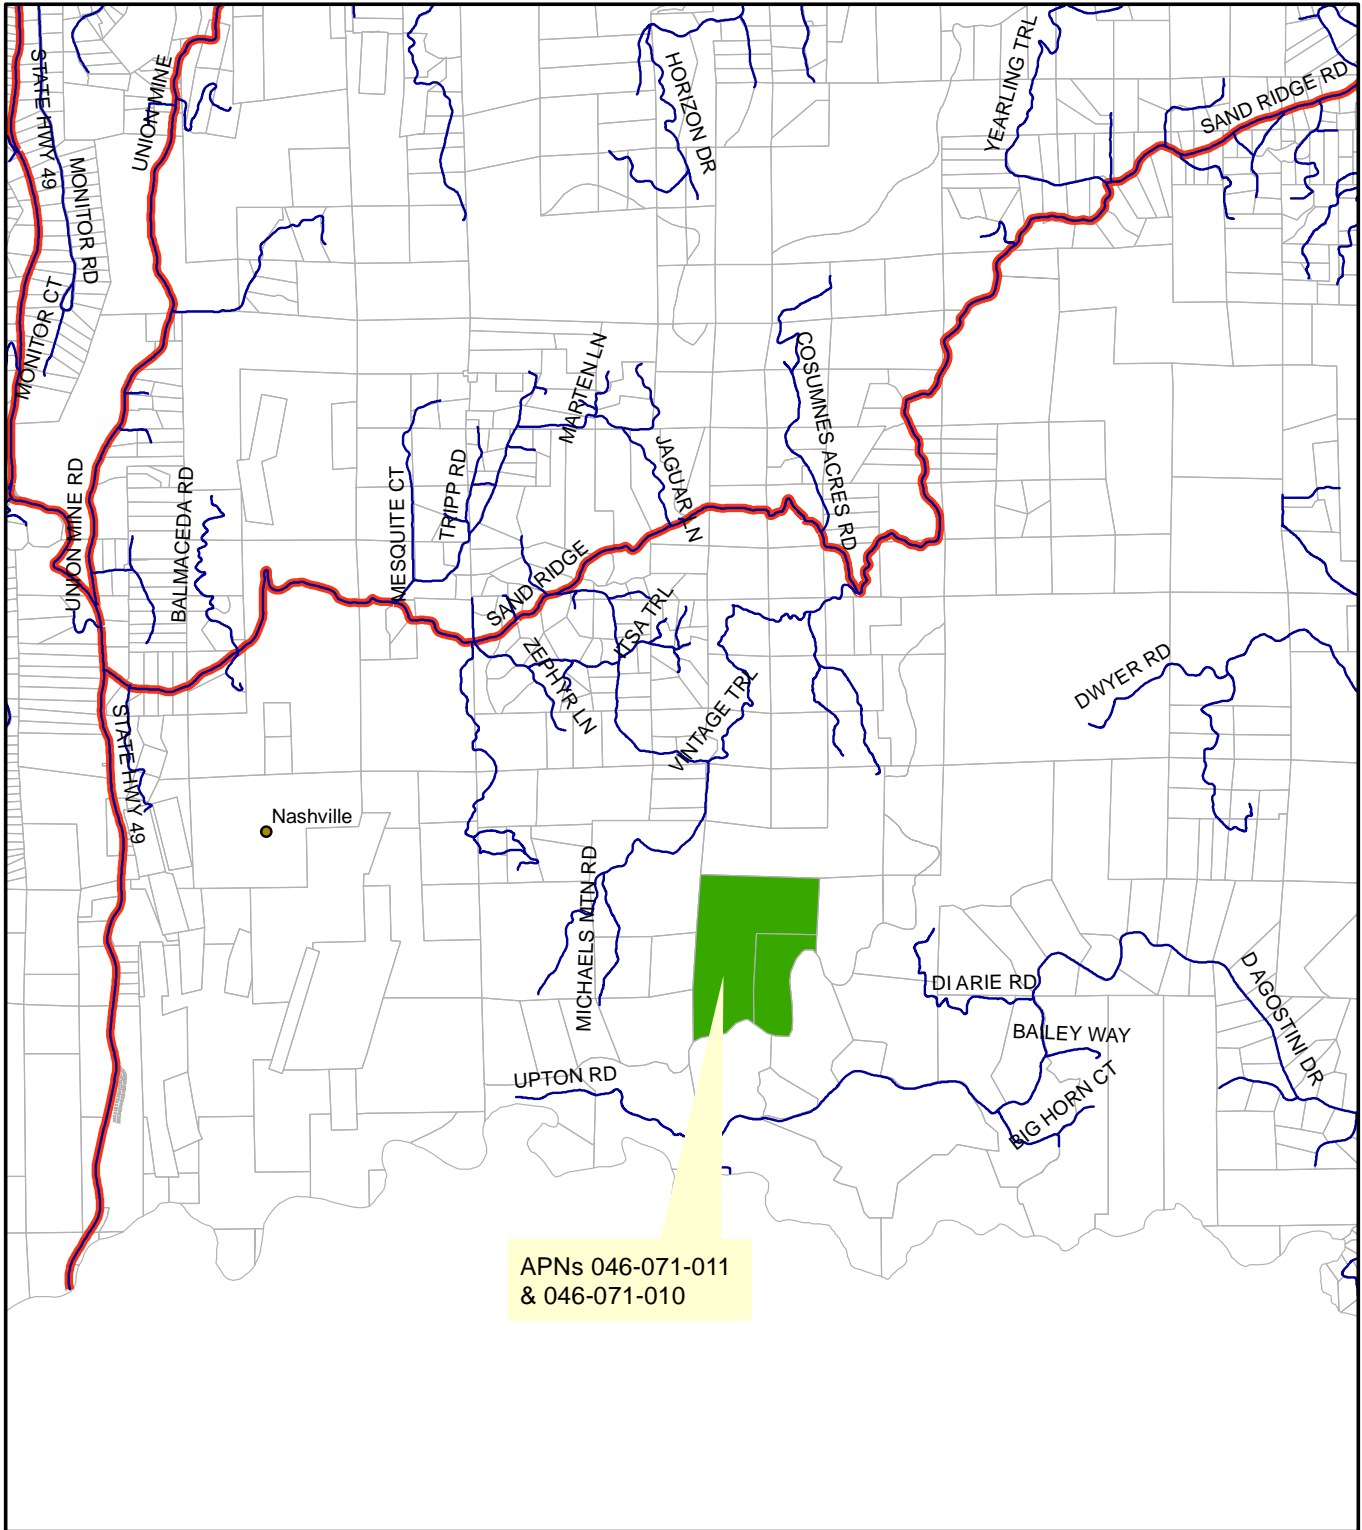 STATE HWY 49
UNION MINE
HORIZON DR
YEARLING TRL
SAND RIDGE RD
MONITOR RD
MONITOR CT
MARTEN LN
COSUMNES ACRES RD
JAGUAR LN
UNION MINE RD
BALMACEDA RD
MESQUITE CT
TRIPP RD
SAND RIDGE
ITSA TRL
ZEPHYR LN
VINTAGE TRL
DWYER RD
STATE HWY 49
Nashville
MICHAELS MTN RD
DI ARIE RD
D AGOSTINI DR
BAILEY WAY
UPTON RD
BIG HORN CT
APNs 046-071-011
& 046-071-010